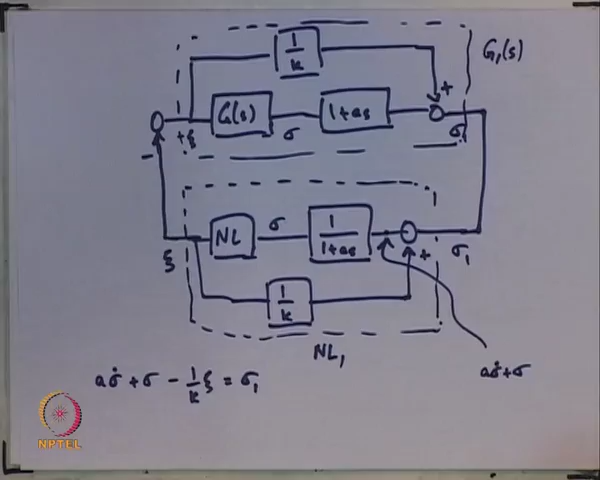 1/k
G₁(s)
+
+ξ G(s) σ 1+as σ₁
−
NL σ 1/(1+as) + σ₁
ξ
1/k
NL₁
aσ̇+σ
aσ̇ + σ − 1/k ξ = σ₁
NPTEL